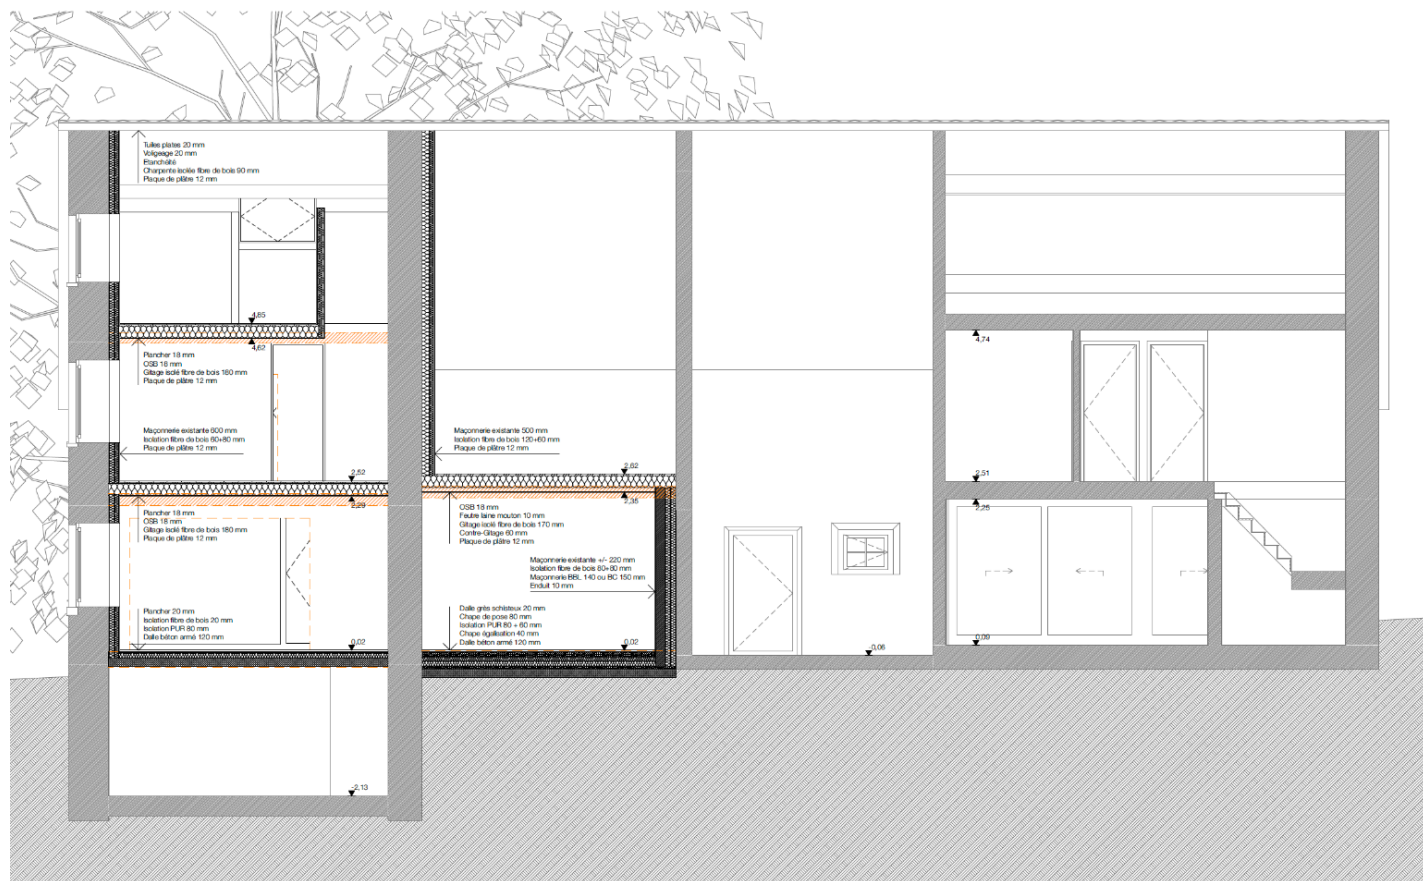 Tuiles plates 20 mm
Voligeage 20 mm
Etanchéité
Charpente isolée fibre de bois 90 mm
Plaque de plâtre 12 mm
4,85
4,62
Plancher 18 mm
OSB 18 mm
Gîtage isolé fibre de bois 180 mm
Plaque de plâtre 12 mm
Maçonnerie existante 600 mm
Isolation fibre de bois 60+80 mm
Plaque de plâtre 12 mm
2,52
2,29
Plancher 18 mm
OSB 18 mm
Gîtage isolé fibre de bois 180 mm
Plaque de plâtre 12 mm
Plancher 20 mm
Isolation fibre de bois 20 mm
Isolation PUR 80 mm
Dalle béton armé 120 mm
0,02
-2,13
Maçonnerie existante 500 mm
Isolation fibre de bois 120+60 mm
Plaque de plâtre 12 mm
2,62
2,35
OSB 18 mm
Feutre laine mouton 10 mm
Gîtage isolé fibre de bois 170 mm
Contre-Gîtage 60 mm
Plaque de plâtre 12 mm
Maçonnerie existante +/- 220 mm
Isolation fibre de bois 80+80 mm
Maçonnerie BBL 140 ou BC 150 mm
Enduit 10 mm
Dalle grès schisteux 20 mm
Chape de pose 80 mm
Isolation PUR 80 + 60 mm
Chape égalisation 40 mm
Dalle béton armé 120 mm
0,02
0,06
4,74
2,51
2,25
0,09